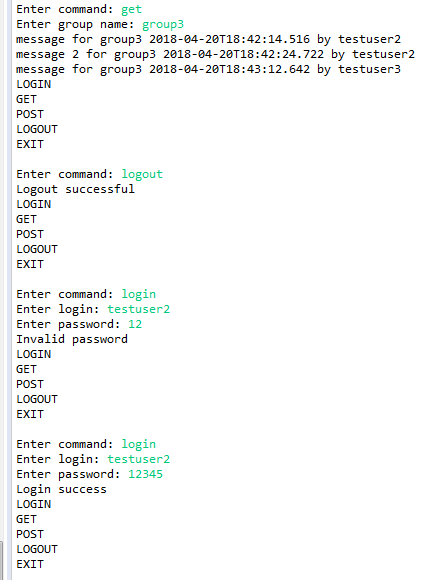 Enter command: get
Enter group name: group3
message for group3 2018-04-20T18:42:14.516 by testuser2
message 2 for group3 2018-04-20T18:42:24.722 by testuser2
message for group3 2018-04-20T18:43:12.642 by testuser3
LOGIN
GET
POST
LOGOUT
EXIT

Enter command: logout
Logout successful
LOGIN
GET
POST
LOGOUT
EXIT

Enter command: login
Enter login: testuser2
Enter password: 12
Invalid password
LOGIN
GET
POST
LOGOUT
EXIT

Enter command: login
Enter login: testuser2
Enter password: 12345
Login success
LOGIN
GET
POST
LOGOUT
EXIT